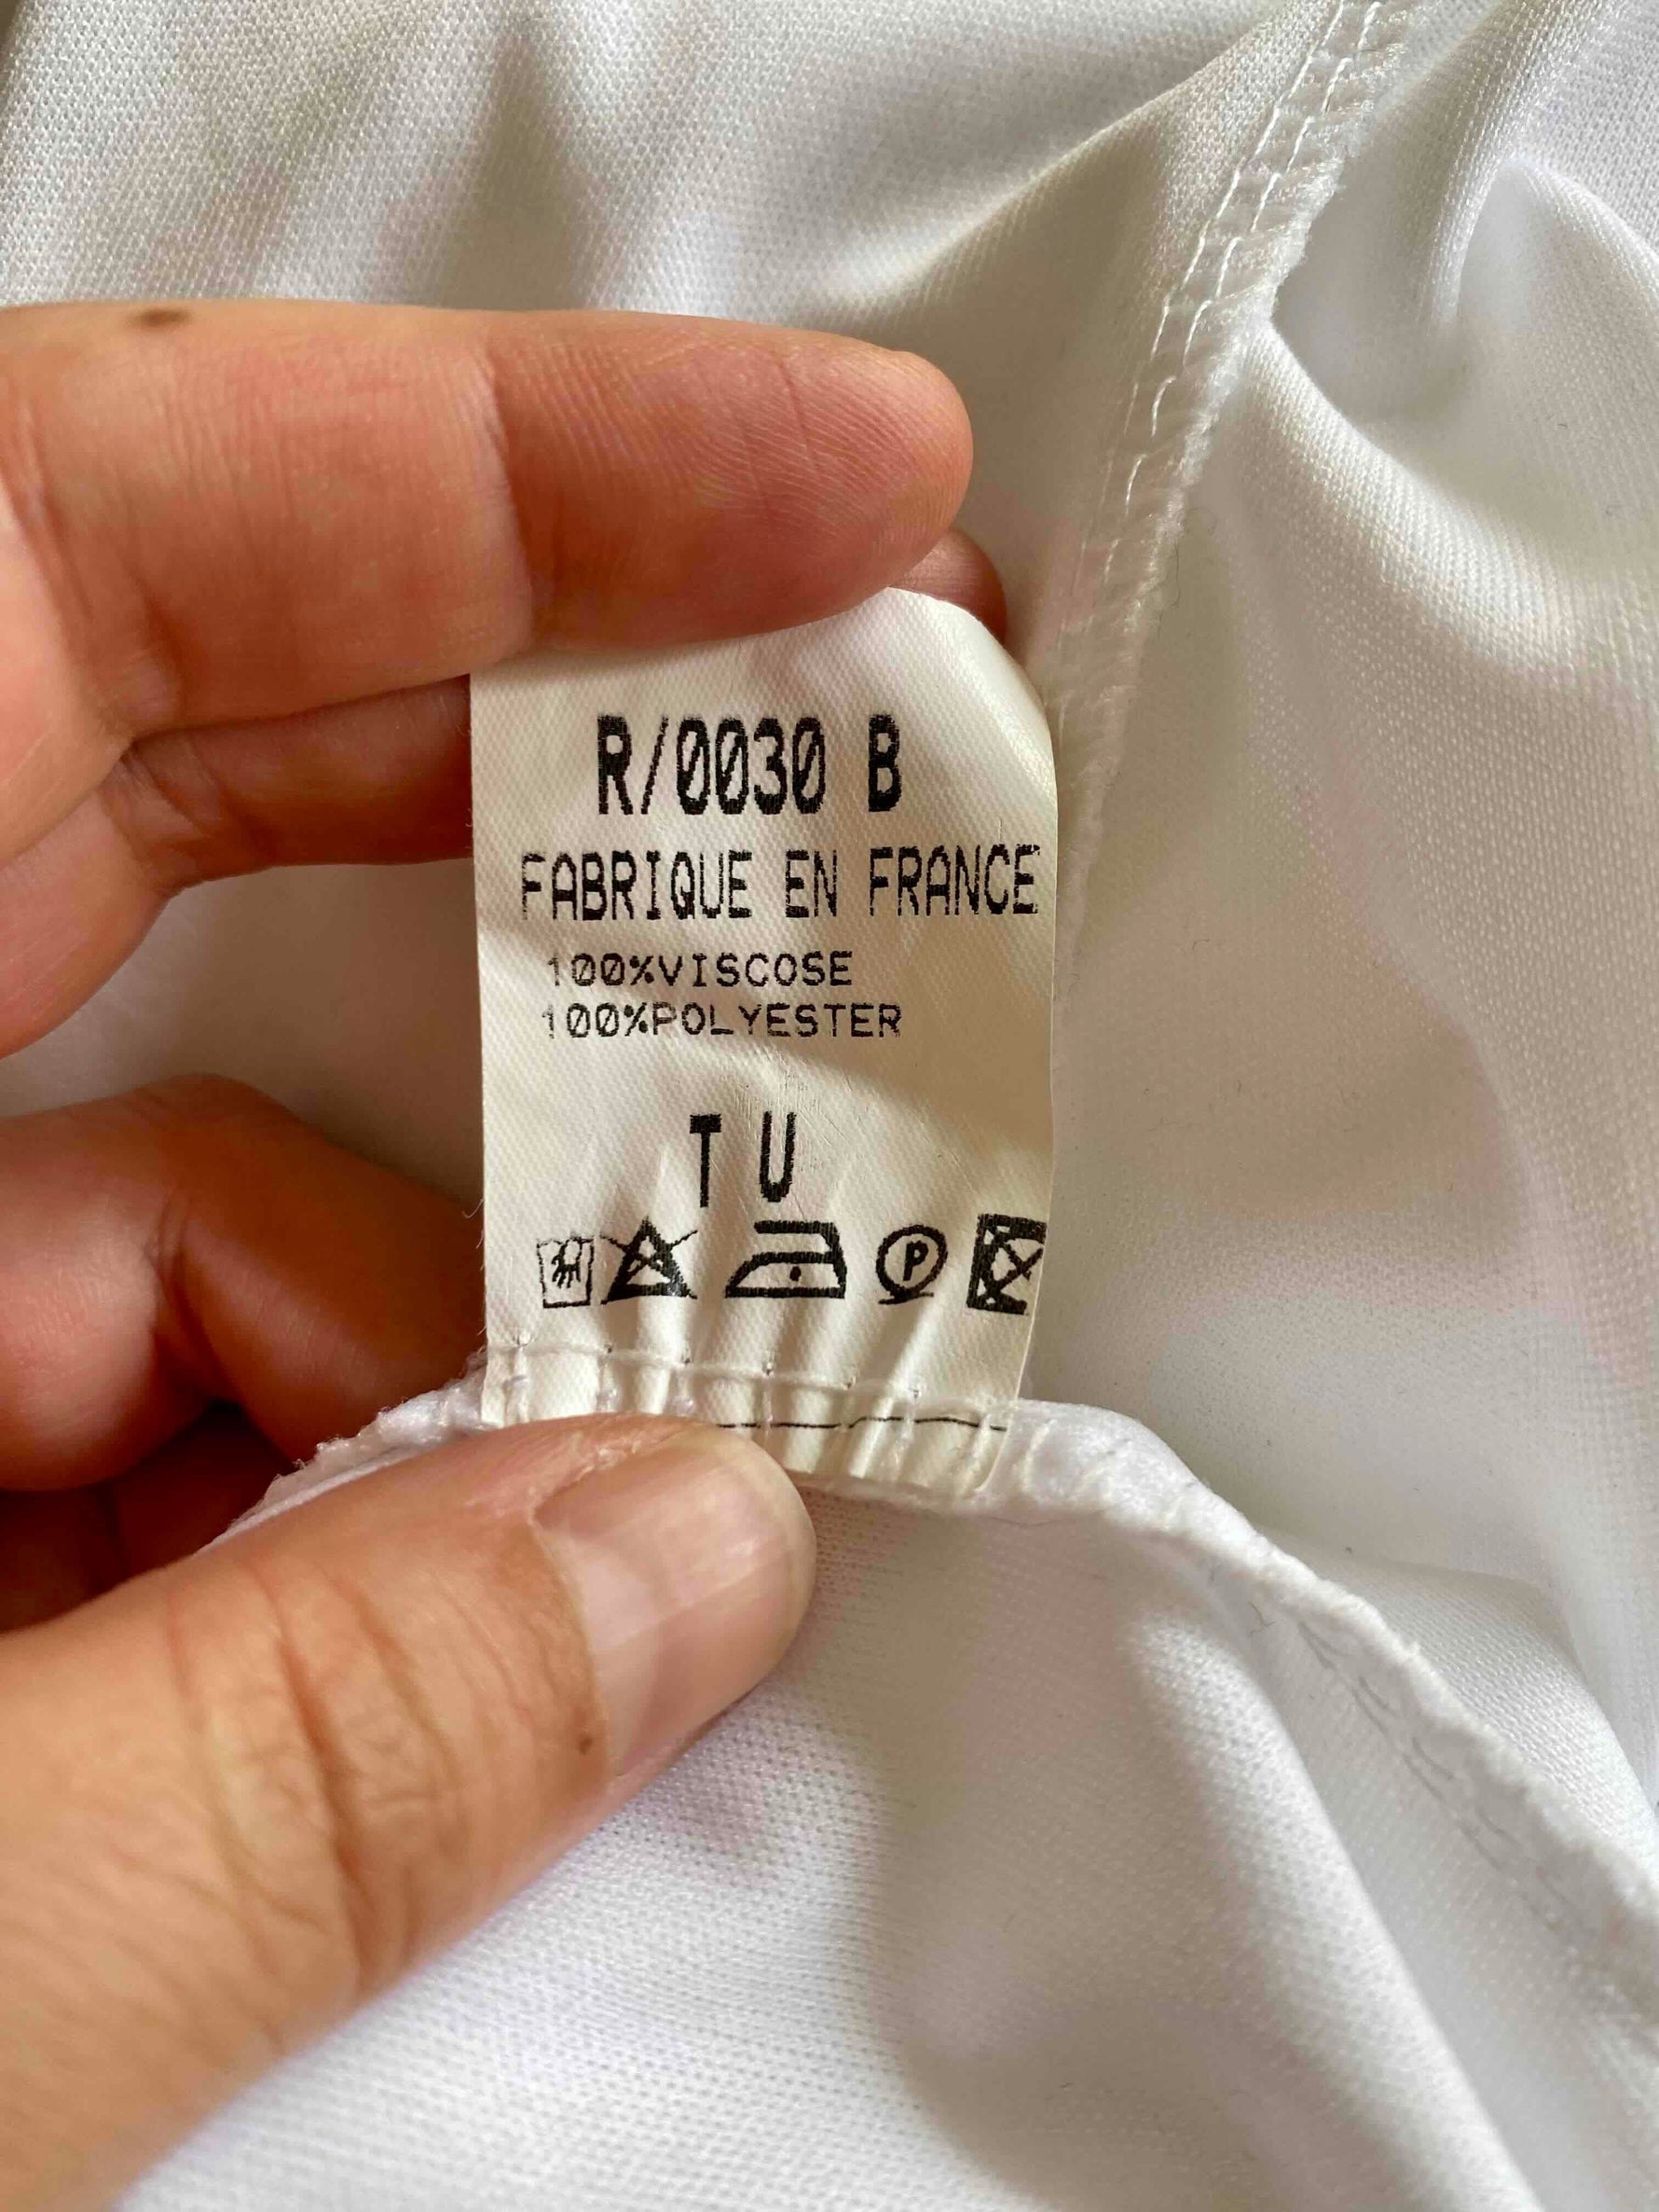 R/0030 B
FABRIQUE EN FRANCE
100%VISCOSE
100%POLYESTER
T U
P